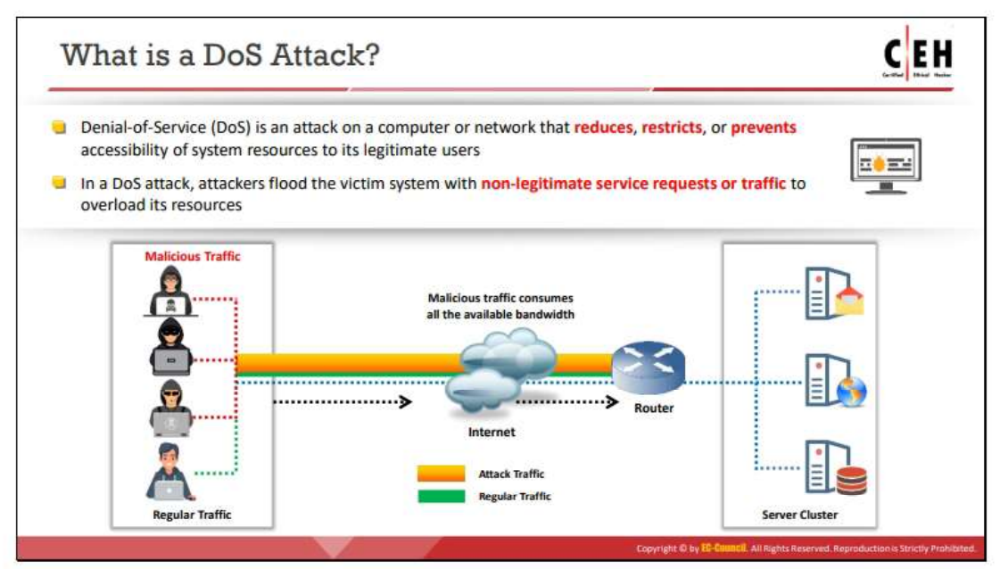 What is a DoS Attack?
CEH
Certified Ethical Hacker
Denial-of-Service (DoS) is an attack on a computer or network that reduces, restricts, or prevents
accessibility of system resources to its legitimate users
In a DoS attack, attackers flood the victim system with non-legitimate service requests or traffic to
overload its resources
Malicious Traffic
Malicious traffic consumes
all the available bandwidth
Router
Internet
Attack Traffic
Regular Traffic
Regular Traffic
Server Cluster
Copyright © by EC-Council. All Rights Reserved. Reproduction is Strictly Prohibited.